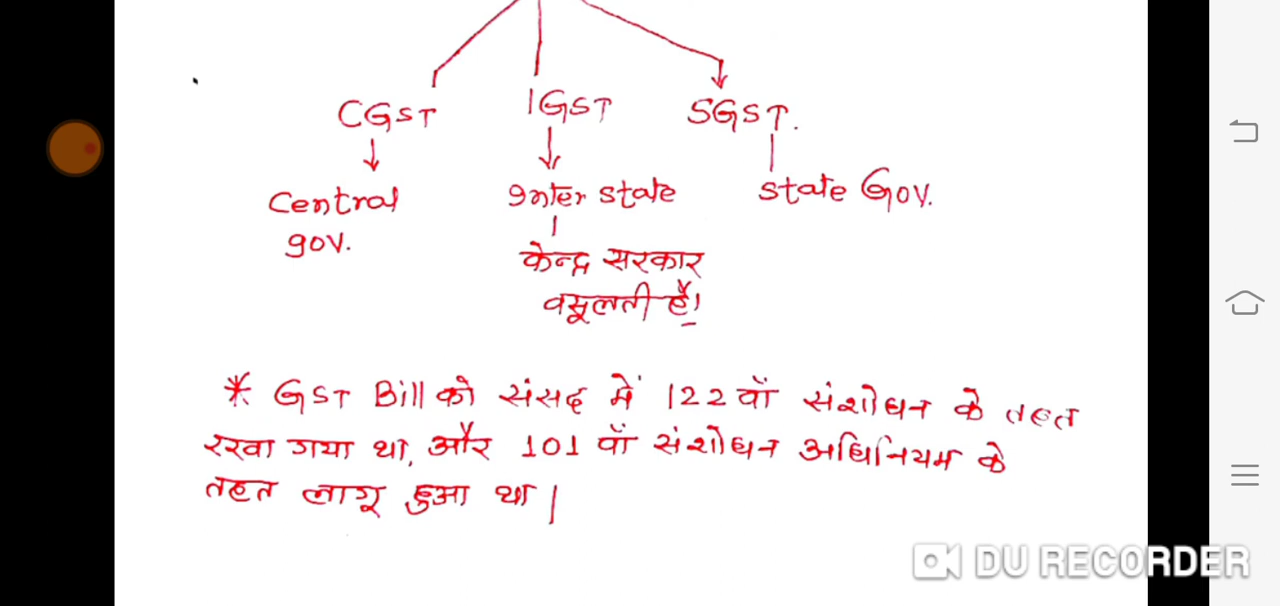 CGST IGST SGST.
Central Inter state State Gov.
gov.
केन्द्र सरकार
वसूलती है।
* GST Bill को संसद में 122 वाँ संशोधन के तहत
रखा गया था, और 101 वाँ संशोधन अधिनियम के
तहत लागू हुआ था |
DU RECORDER